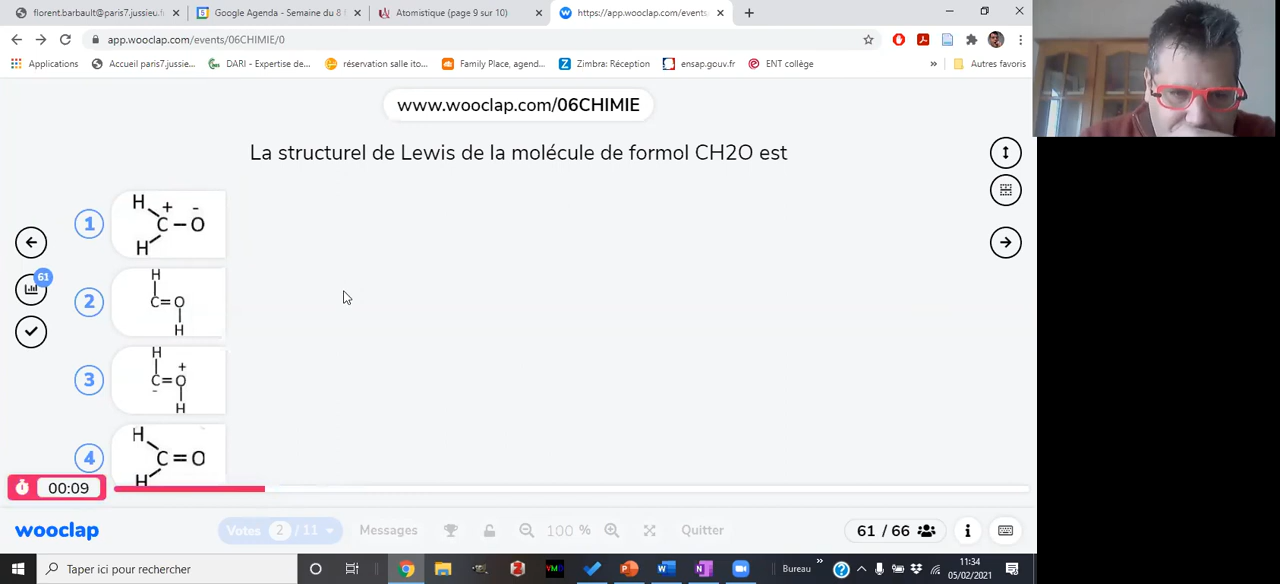 florent.barbault@paris7.jussieu.f
Google Agenda - Semaine du 8
Atomistique (page 9 sur 10)
https://app.wooclap.com/events
app.wooclap.com/events/06CHIMIE/0
Applications
Accueil paris7.jussie...
DARI - Expertise de...
réservation salle ito...
Family Place, agend...
Zimbra: Réception
ensap.gouv.fr
ENT collège
»
Autres favoris
www.wooclap.com/06CHIMIE
La structurel de Lewis de la molécule de formol CH2O est
1
H + -
C – O
H
61
2
H
C = O
H
3
H
+
C = O
-
H
4
H
C = O
H
00:09
wooclap
Votes 2 / 11
Messages
100 %
Quitter
61 / 66
Taper ici pour rechercher
YMD
Bureau »
11:34
05/02/2021